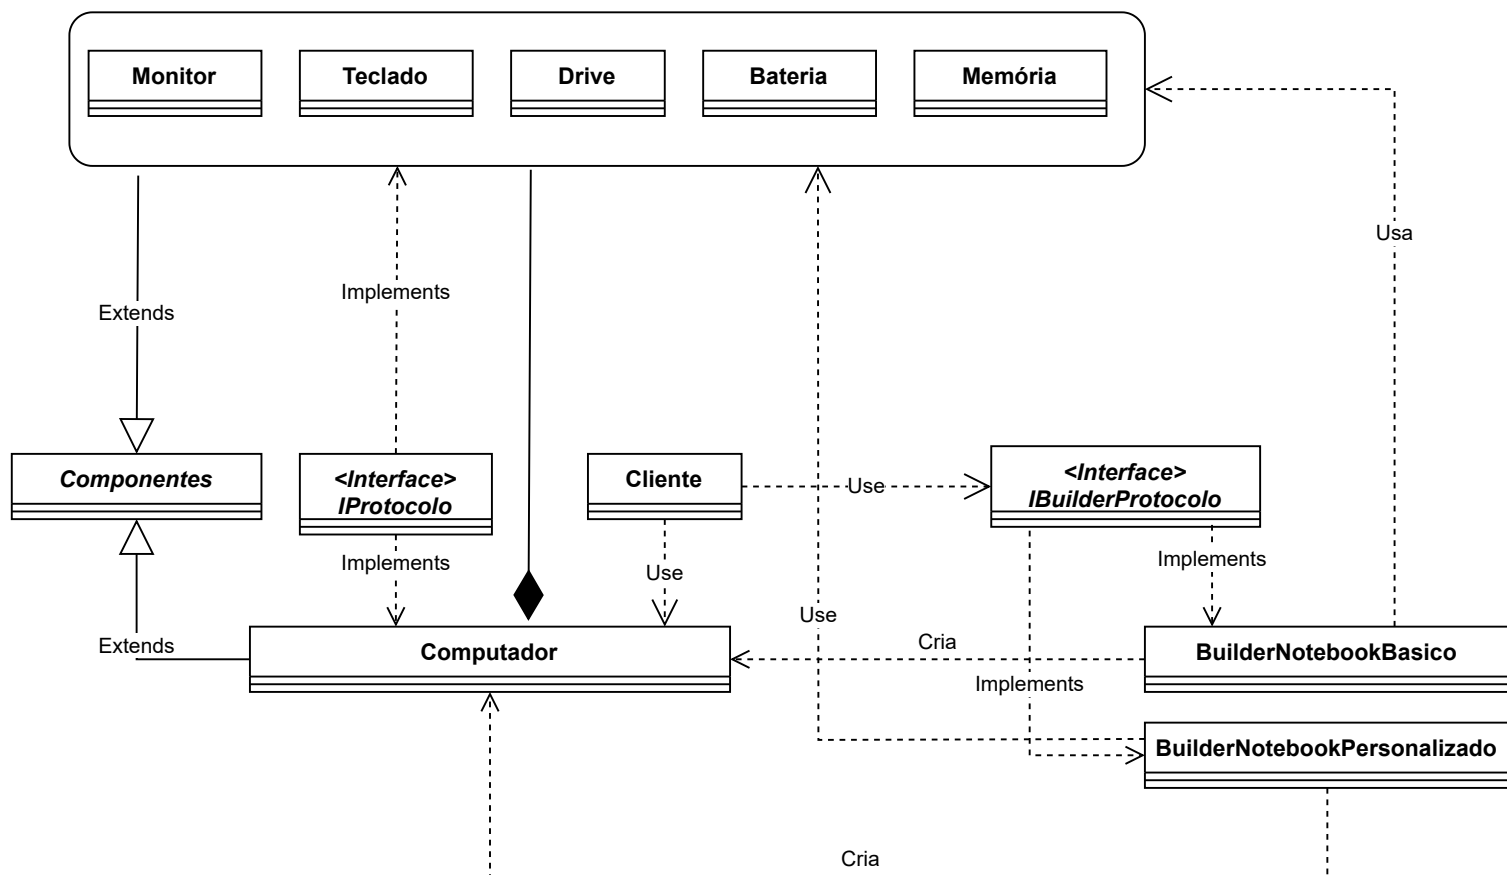 Monitor
Teclado
Drive
Bateria
Memória
Usa
Implements
Extends
Componentes
<Interface>
IProtocolo
Cliente
Use
<Interface>
IBuilderProtocolo
Implements
Use
Implements
Use
Extends
Computador
Cria
BuilderNotebookBasico
Implements
BuilderNotebookPersonalizado
Cria